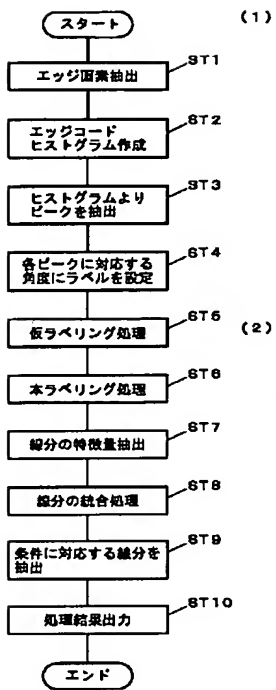 スタート
(1)
ST1
エッジ画素抽出
ST2
エッジコード
ヒストグラム作成
ST3
ヒストグラムより
ピークを抽出
ST4
各ピークに対応する
角度にラベルを設定
ST5
(2)
仮ラベリング処理
ST6
本ラベリング処理
ST7
線分の特徴量抽出
ST8
線分の統合処理
ST9
条件に対応する線分を
抽出
ST10
処理結果出力
エンド